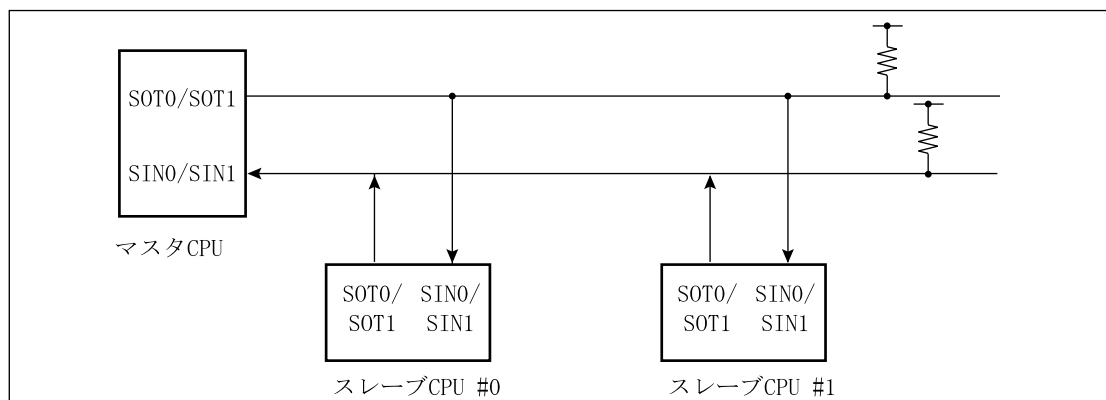 SOT0/SOT1
SIN0/SIN1
マスタCPU
SOT0/
SOT1
SIN0/
SIN1
スレーブCPU #0
SOT0/
SOT1
SIN0/
SIN1
スレーブCPU #1